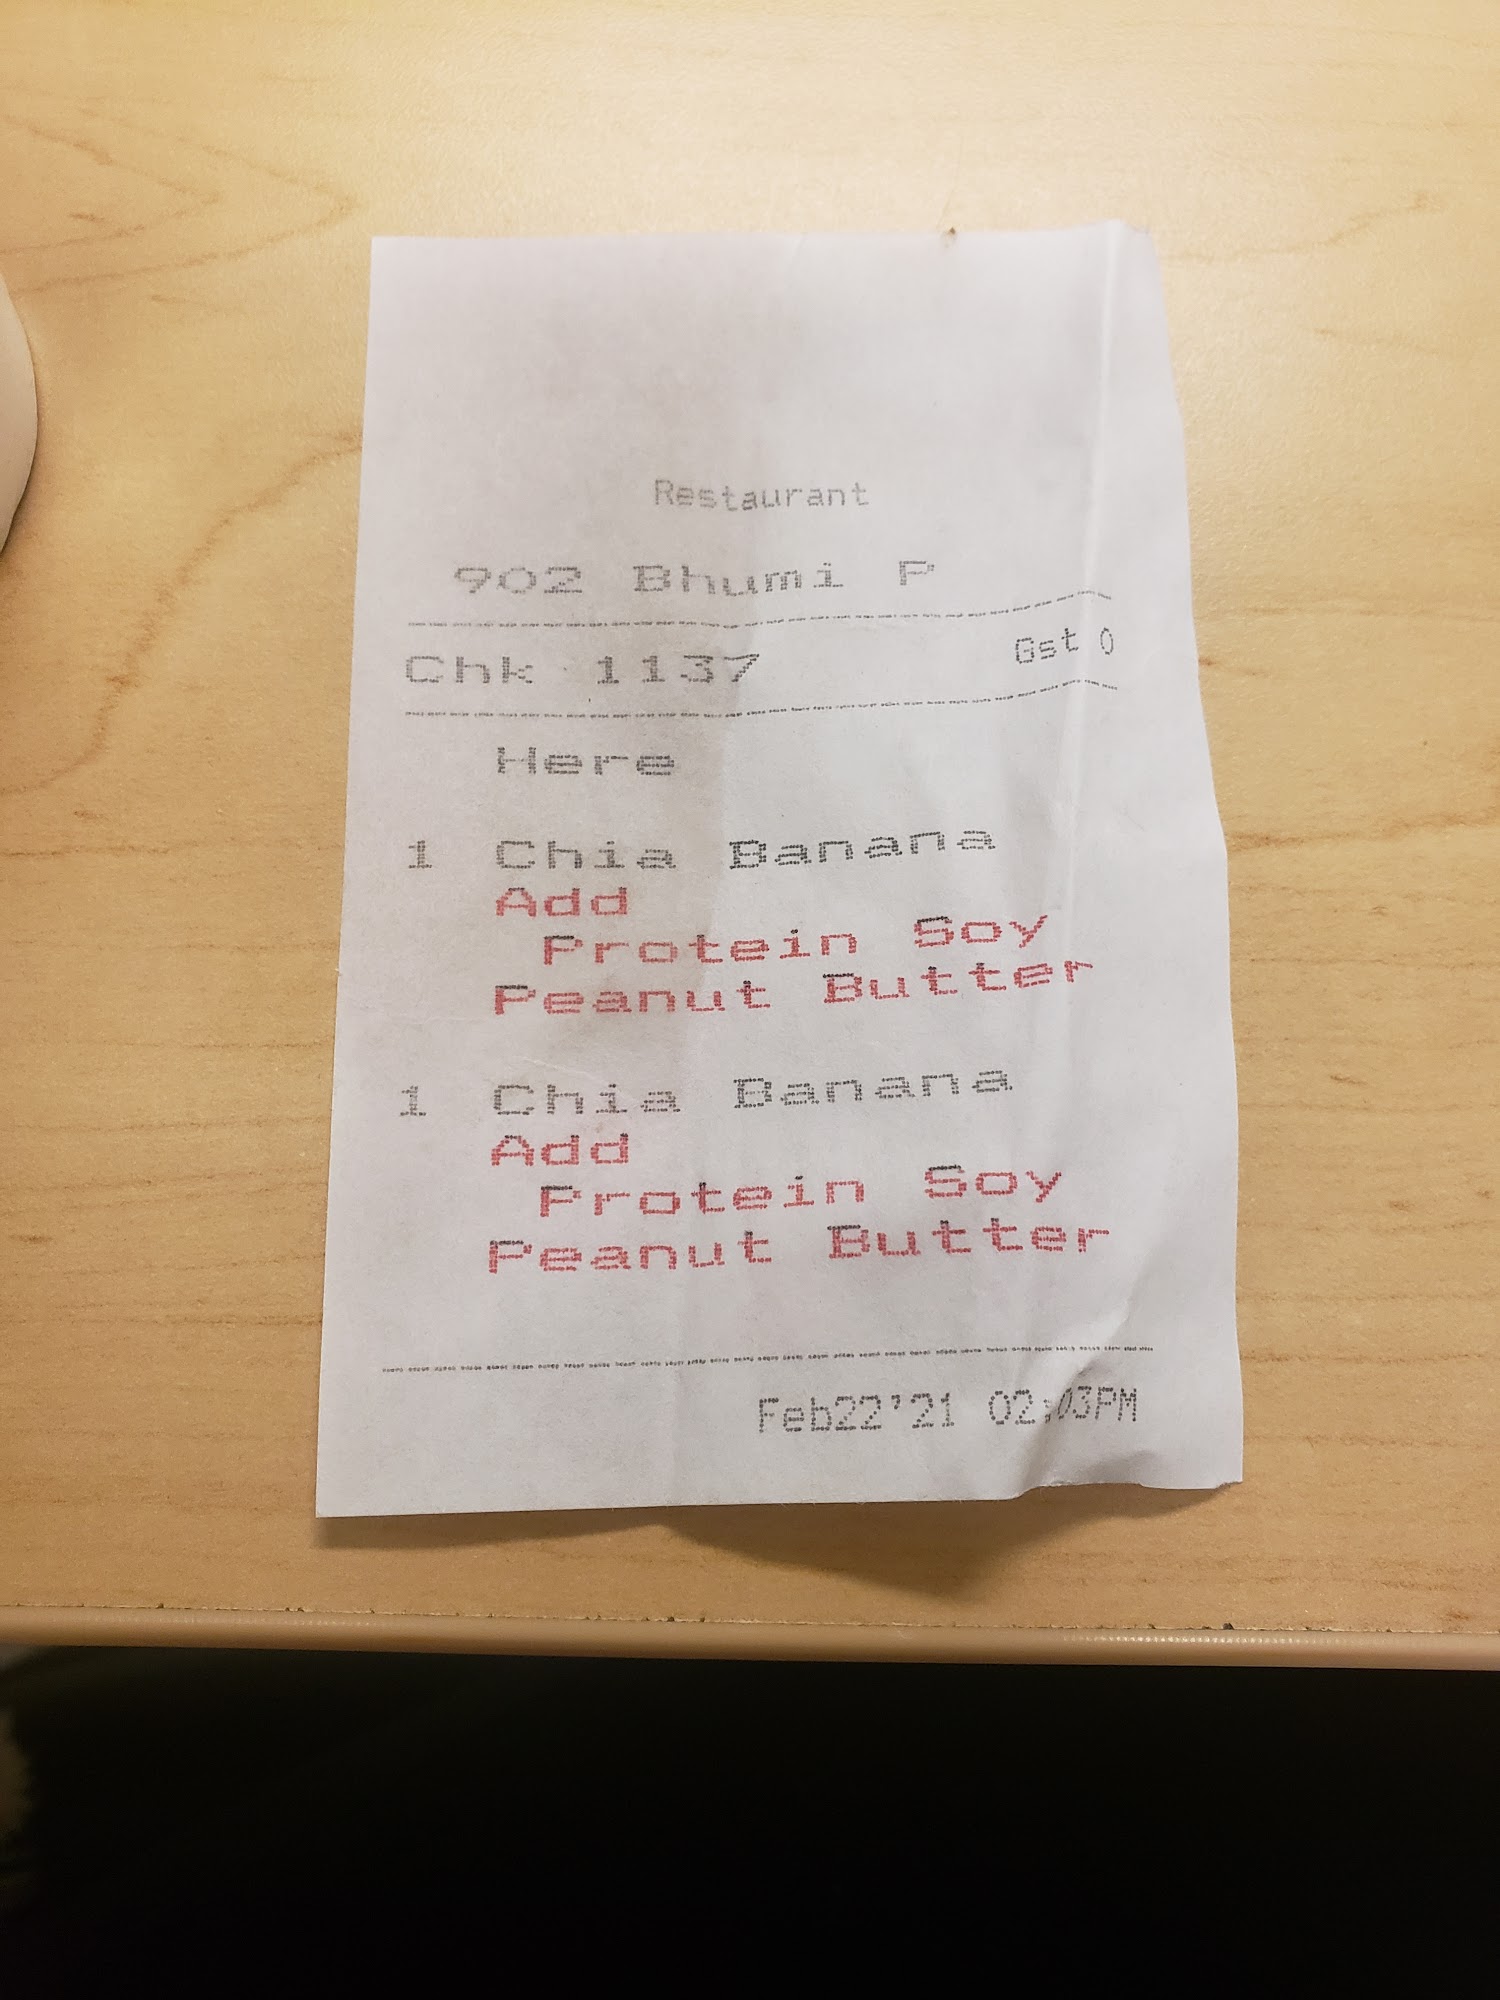 Restaurant
902 Bhumi P
Chk 1137 Gst 0
Here
1 Chia Banana
Add
Protein Soy
Peanut Butter
1 Chia Banana
Add
Protein Soy
Peanut Butter
Feb22'21 02:03PM